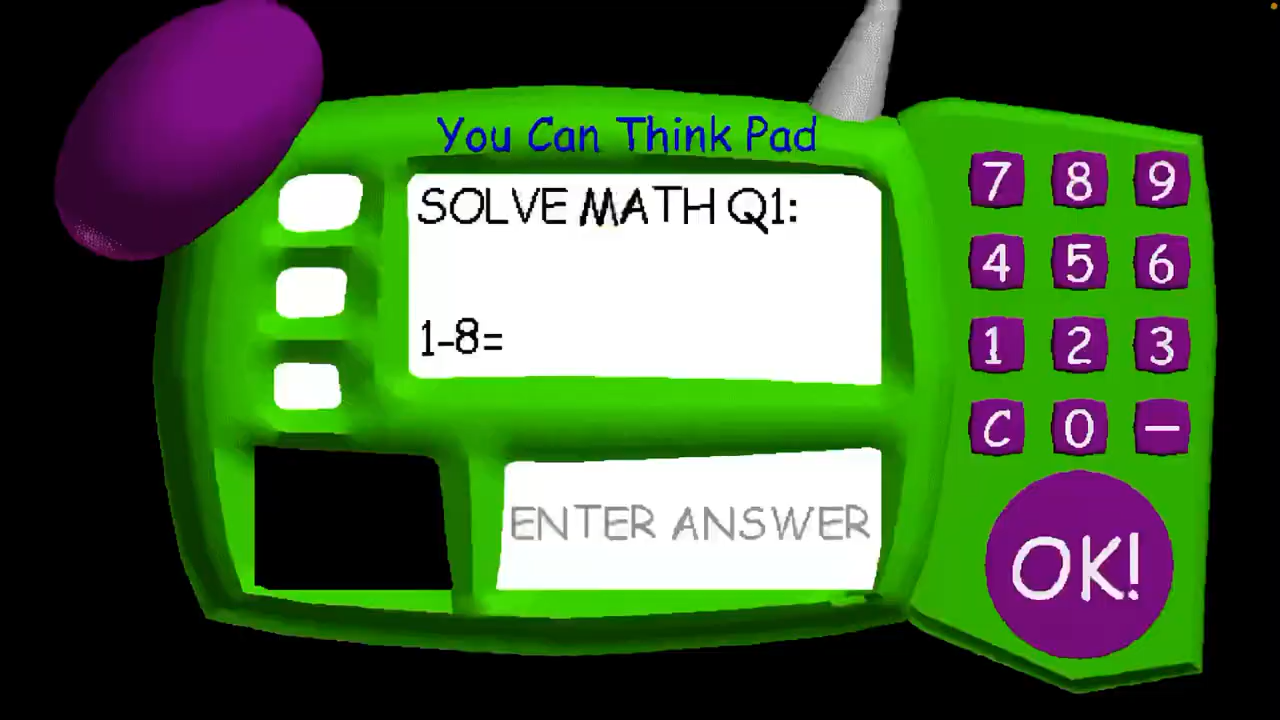 You Can Think Pad
SOLVE MATH Q1:
1-8=
ENTER ANSWER
7 8 9
4 5 6
1 2 3
C 0 —
OK!